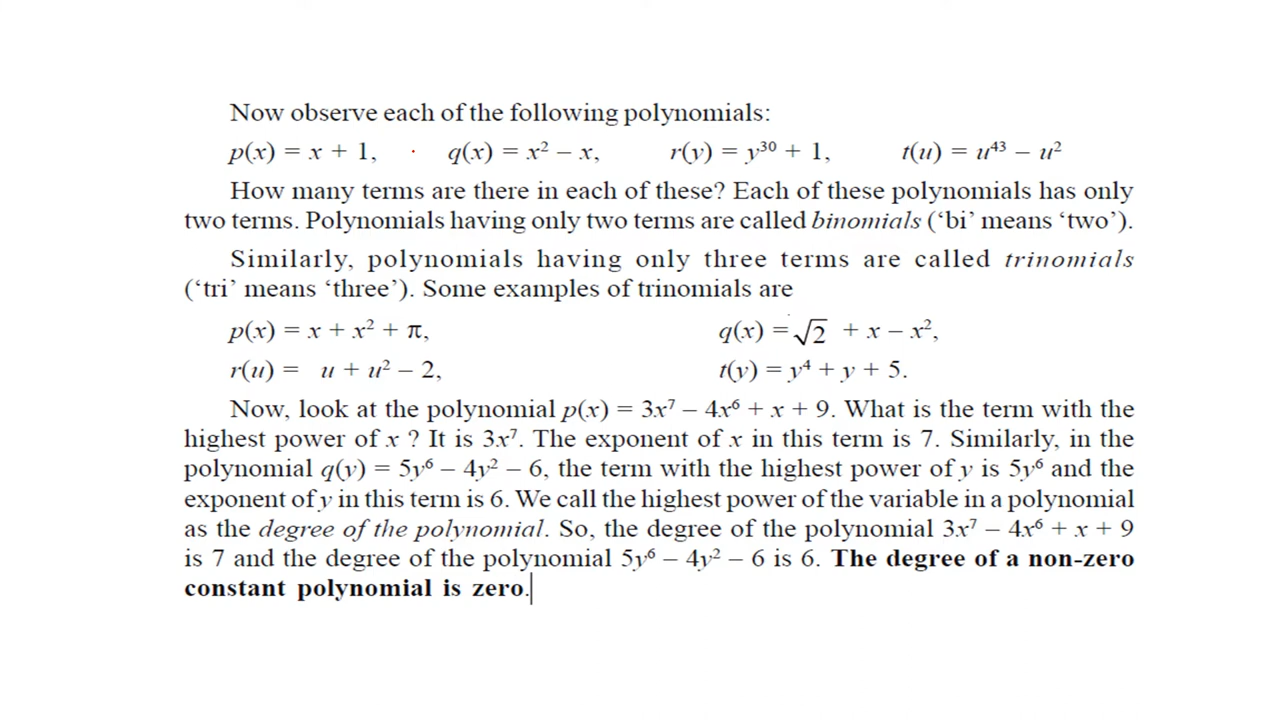 Now observe each of the following polynomials:
p(x) = x + 1, q(x) = x² – x, r(y) = y³⁰ + 1, t(u) = u⁴³ – u²
How many terms are there in each of these? Each of these polynomials has only
two terms. Polynomials having only two terms are called binomials (‘bi’ means ‘two’).
Similarly, polynomials having only three terms are called trinomials
(‘tri’ means ‘three’). Some examples of trinomials are
p(x) = x + x² + π, q(x) = √2 + x – x²,
r(u) = u + u² – 2, t(y) = y⁴ + y + 5.
Now, look at the polynomial p(x) = 3x⁷ – 4x⁶ + x + 9. What is the term with the
highest power of x ? It is 3x⁷. The exponent of x in this term is 7. Similarly, in the
polynomial q(y) = 5y⁶ – 4y² – 6, the term with the highest power of y is 5y⁶ and the
exponent of y in this term is 6. We call the highest power of the variable in a polynomial
as the degree of the polynomial. So, the degree of the polynomial 3x⁷ – 4x⁶ + x + 9
is 7 and the degree of the polynomial 5y⁶ – 4y² – 6 is 6. The degree of a non-zero
constant polynomial is zero.